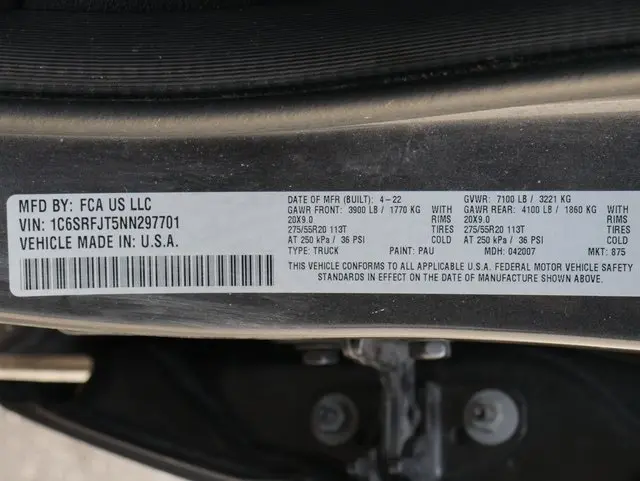 MFD BY: FCA US LLC
VIN: 1C6SRFJT5NN297701
VEHICLE MADE IN U.S.A.
DATE OF MFR (BUILT): 4-22
GAWR FRONT: 3900 LB / 1770 KG WITH
20X9.0 RIMS
275/55R20 113T TIRES
AT 250 kPa / 36 PSI COLD
TYPE: TRUCK PAINT: PAU
GVWR: 7100 LB / 3221 KG
GAWR REAR: 4100 LB / 1860 KG WITH
20X9.0 RIMS
275/55R20 113T TIRES
AT 250 kPa / 36 PSI COLD
MDH: 042007 MKT: 875
THIS VEHICLE CONFORMS TO ALL APPLICABLE U.S.A. FEDERAL MOTOR VEHICLE SAFETY
STANDARDS IN EFFECT ON THE DATE OF MANUFACTURE SHOWN ABOVE.